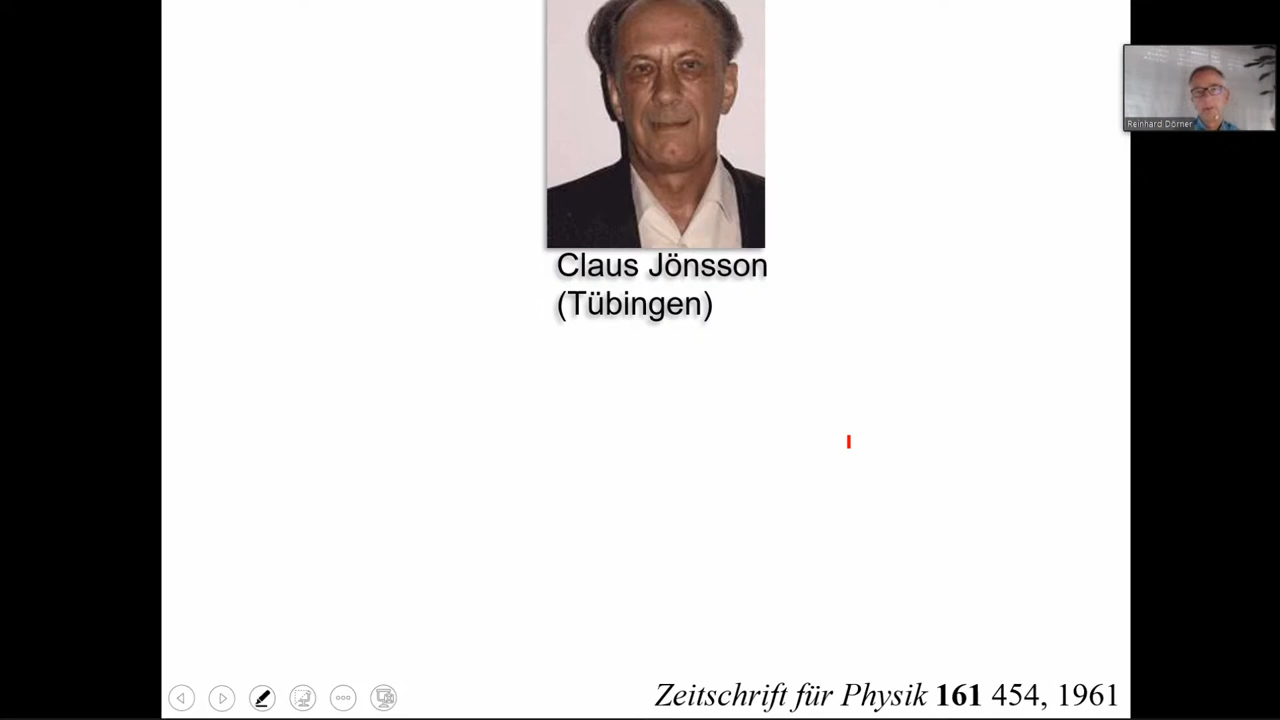 Reinhard Dörner
Claus Jönsson
(Tübingen)
Zeitschrift für Physik 161 454, 1961